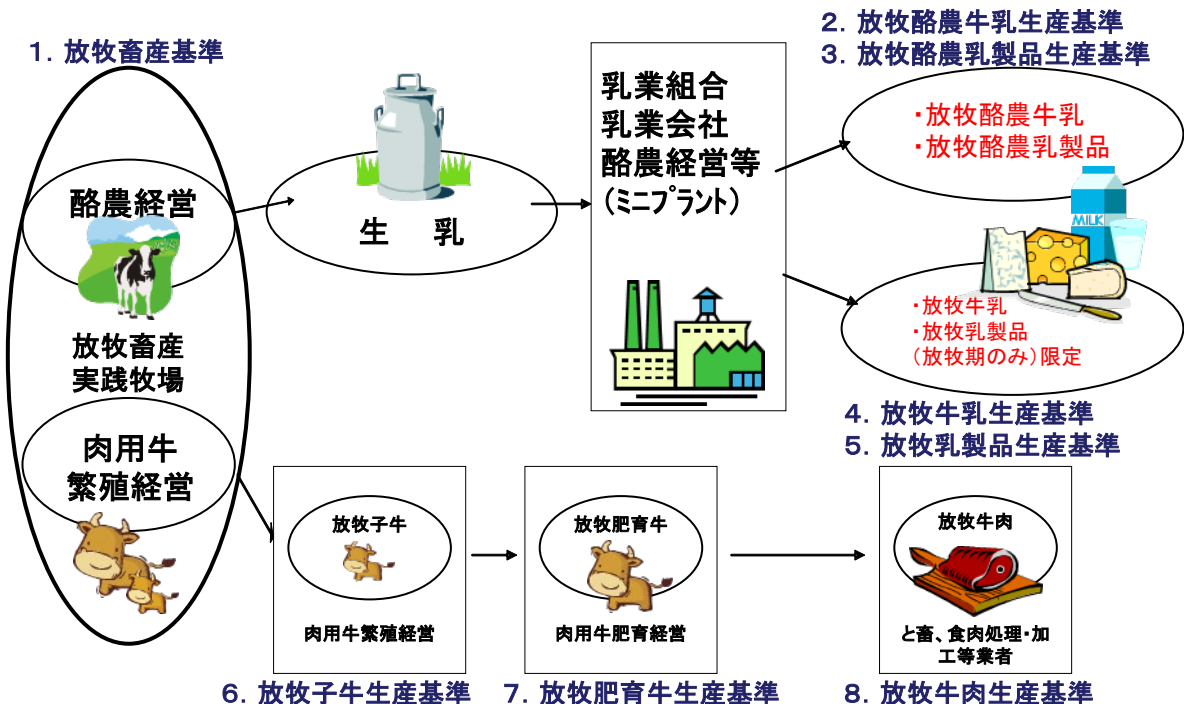 1．放牧畜産基準
酪農経営
放牧畜産
実践牧場
肉用牛
繁殖経営
生　乳
乳業組合
乳業会社
酪農経営等
（ミニプラント）
2．放牧酪農牛乳生産基準
3．放牧酪農乳製品生産基準
・放牧酪農牛乳
・放牧酪農乳製品
MILK
・放牧牛乳
・放牧乳製品
（放牧期のみ）限定
4．放牧牛乳生産基準
5．放牧乳製品生産基準
放牧子牛
肉用牛繁殖経営
6．放牧子牛生産基準
放牧肥育牛
肉用牛肥育経営
7．放牧肥育牛生産基準
放牧牛肉
と畜、食肉処理・加
工等業者
8．放牧牛肉生産基準